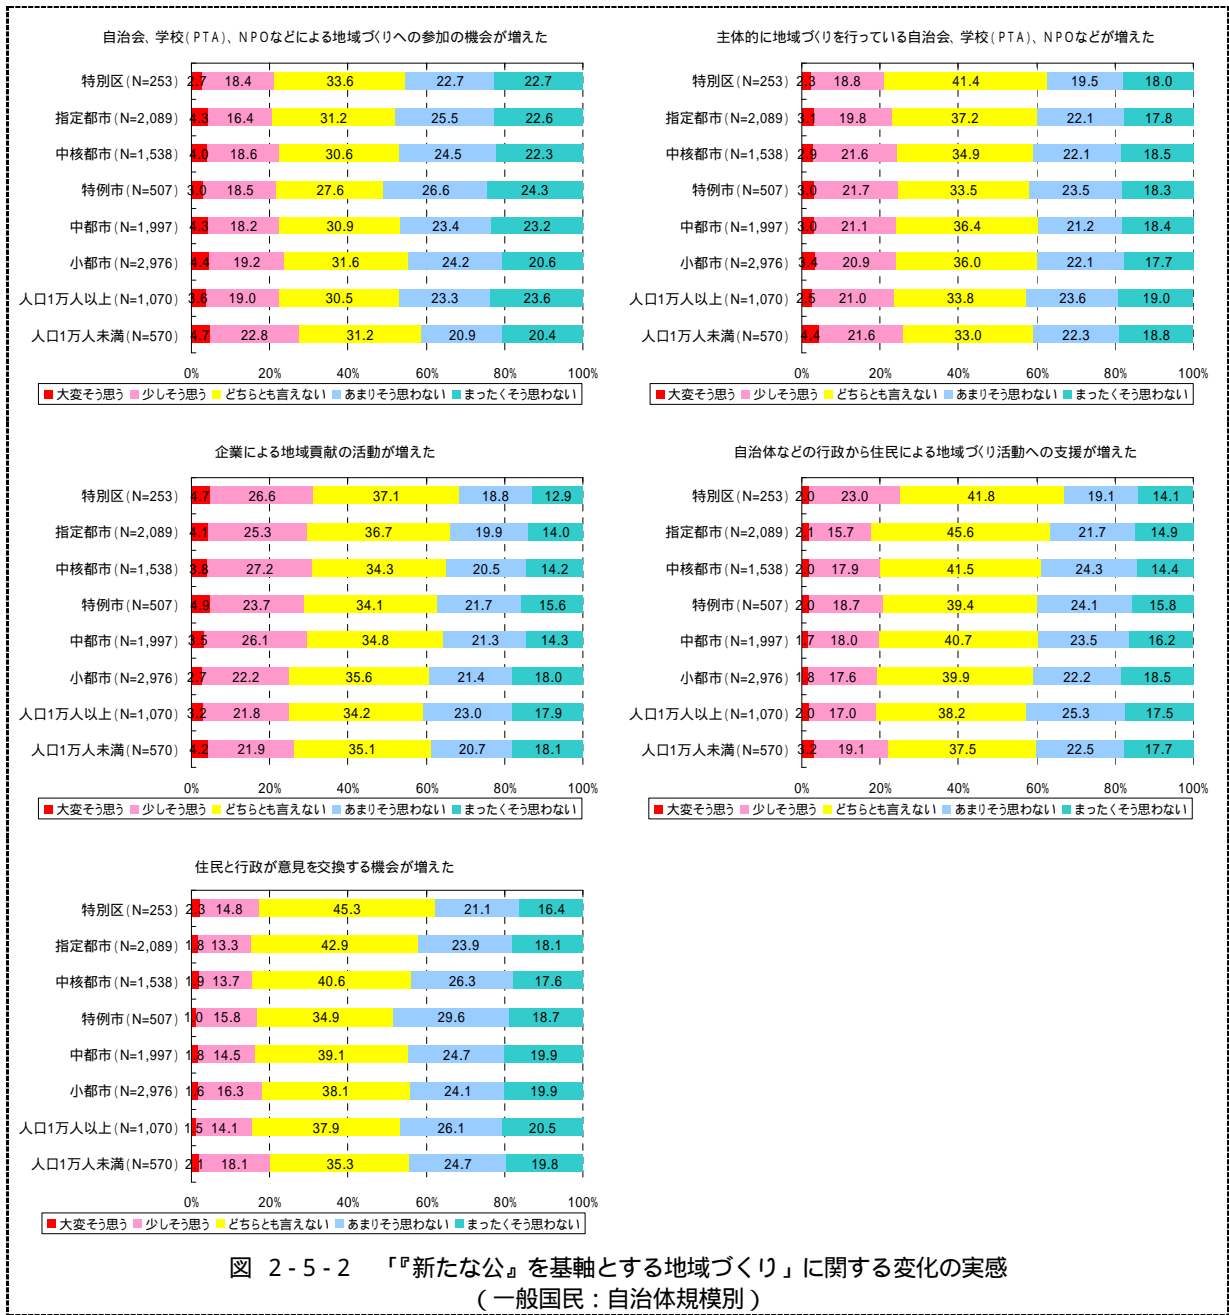 自治会、学校(PTA)、NPOなどによる地域づくりへの参加の機会が増えた
特別区(N=253) 2.7 18.4 33.6 22.7 22.7
指定都市(N=2,089) 4.3 16.4 31.2 25.5 22.6
中核都市(N=1,538) 4.0 18.6 30.6 24.5 22.3
特例市(N=507) 3.0 18.5 27.6 26.6 24.3
中都市(N=1,997) 4.3 18.2 30.9 23.4 23.2
小都市(N=2,976) 4.4 19.2 31.6 24.2 20.6
人口1万人以上(N=1,070) 3.6 19.0 30.5 23.3 23.6
人口1万人未満(N=570) 4.7 22.8 31.2 20.9 20.4
0% 20% 40% 60% 80% 100%
大変そう思う 少しそう思う どちらとも言えない あまりそう思わない まったくそう思わない
主体的に地域づくりを行っている自治会、学校(PTA)、NPOなどが増えた
特別区(N=253) 2.3 18.8 41.4 19.5 18.0
指定都市(N=2,089) 3.1 19.8 37.2 22.1 17.8
中核都市(N=1,538) 2.9 21.6 34.9 22.1 18.5
特例市(N=507) 3.0 21.7 33.5 23.5 18.3
中都市(N=1,997) 3.0 21.1 36.4 21.2 18.4
小都市(N=2,976) 3.4 20.9 36.0 22.1 17.7
人口1万人以上(N=1,070) 2.5 21.0 33.8 23.6 19.0
人口1万人未満(N=570) 4.4 21.6 33.0 22.3 18.8
0% 20% 40% 60% 80% 100%
大変そう思う 少しそう思う どちらとも言えない あまりそう思わない まったくそう思わない
企業による地域貢献の活動が増えた
特別区(N=253) 4.7 26.6 37.1 18.8 12.9
指定都市(N=2,089) 4.1 25.3 36.7 19.9 14.0
中核都市(N=1,538) 3.8 27.2 34.3 20.5 14.2
特例市(N=507) 4.9 23.7 34.1 21.7 15.6
中都市(N=1,997) 3.5 26.1 34.8 21.3 14.3
小都市(N=2,976) 2.7 22.2 35.6 21.4 18.0
人口1万人以上(N=1,070) 3.2 21.8 34.2 23.0 17.9
人口1万人未満(N=570) 4.2 21.9 35.1 20.7 18.1
0% 20% 40% 60% 80% 100%
大変そう思う 少しそう思う どちらとも言えない あまりそう思わない まったくそう思わない
自治体などの行政から住民による地域づくり活動への支援が増えた
特別区(N=253) 2.0 23.0 41.8 19.1 14.1
指定都市(N=2,089) 2.1 15.7 45.6 21.7 14.9
中核都市(N=1,538) 2.0 17.9 41.5 24.3 14.4
特例市(N=507) 2.0 18.7 39.4 24.1 15.8
中都市(N=1,997) 1.7 18.0 40.7 23.5 16.2
小都市(N=2,976) 1.8 17.6 39.9 22.2 18.5
人口1万人以上(N=1,070) 2.0 17.0 38.2 25.3 17.5
人口1万人未満(N=570) 3.2 19.1 37.5 22.5 17.7
0% 20% 40% 60% 80% 100%
大変そう思う 少しそう思う どちらとも言えない あまりそう思わない まったくそう思わない
住民と行政が意見を交換する機会が増えた
特別区(N=253) 2.3 14.8 45.3 21.1 16.4
指定都市(N=2,089) 1.8 13.3 42.9 23.9 18.1
中核都市(N=1,538) 1.9 13.7 40.6 26.3 17.6
特例市(N=507) 1.0 15.8 34.9 29.6 18.7
中都市(N=1,997) 1.8 14.5 39.1 24.7 19.9
小都市(N=2,976) 1.6 16.3 38.1 24.1 19.9
人口1万人以上(N=1,070) 1.5 14.1 37.9 26.1 20.5
人口1万人未満(N=570) 2.1 18.1 35.3 24.7 19.8
0% 20% 40% 60% 80% 100%
大変そう思う 少しそう思う どちらとも言えない あまりそう思わない まったくそう思わない
図 2-5-2 「『新たな公』を基軸とする地域づくり」に関する変化の実感
(一般国民:自治体規模別)